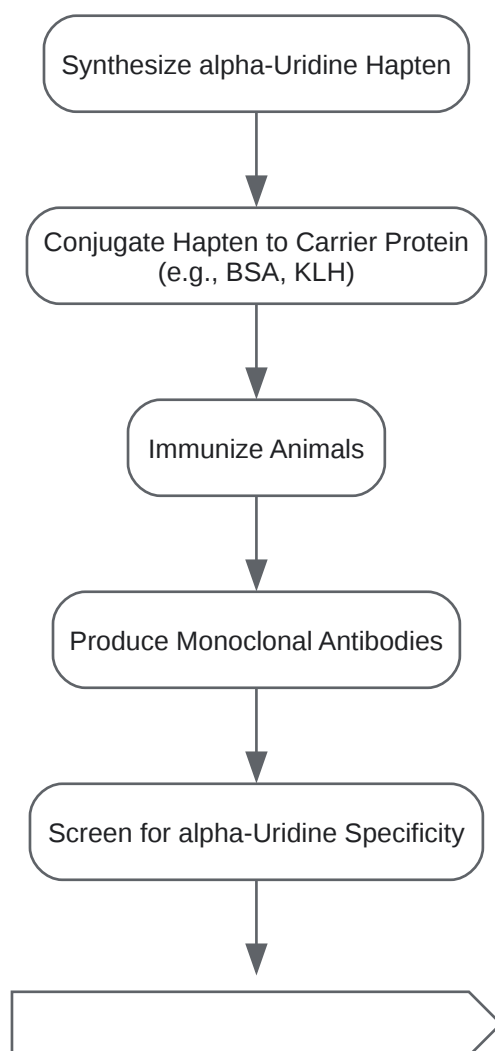 Synthesize alpha-Uridine Hapten
Conjugate Hapten to Carrier Protein
(e.g., BSA, KLH)
Immunize Animals
Produce Monoclonal Antibodies
Screen for alpha-Uridine Specificity